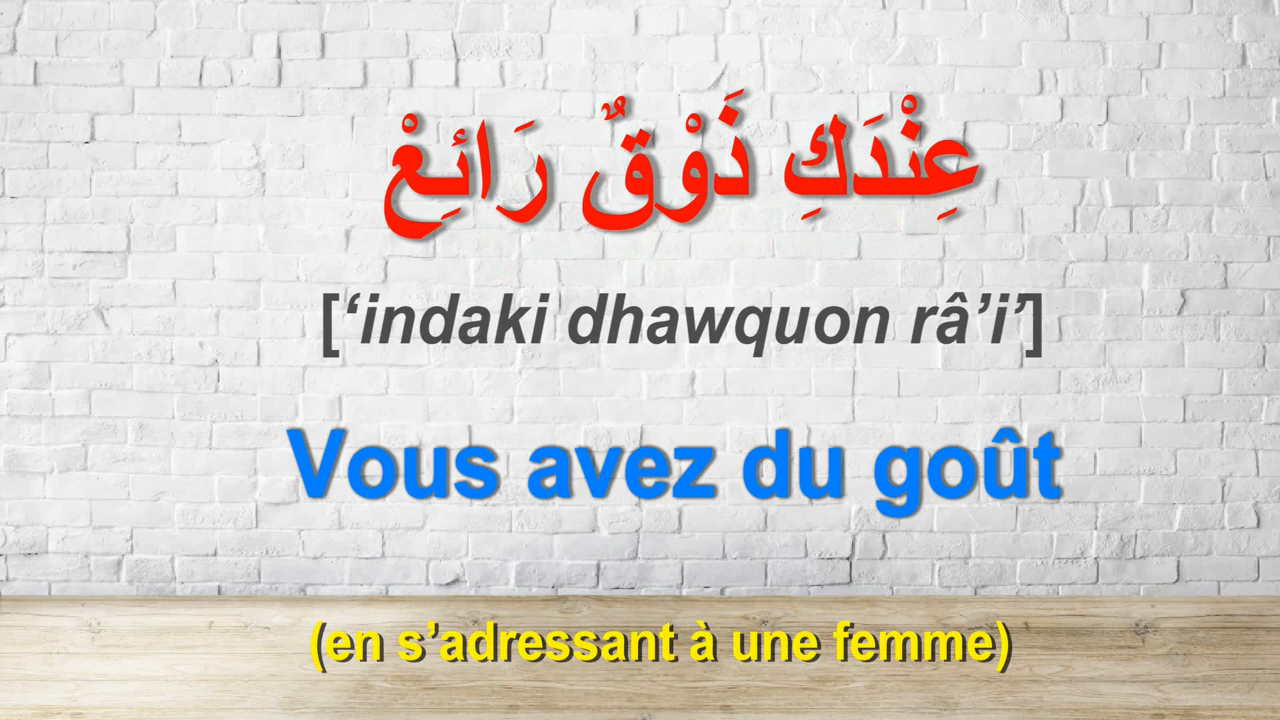 عِنْدَكِ ذَوْقٌ رَائِعْ
[‘indaki dhawquon râ’i’]
Vous avez du goût
(en s’adressant à une femme)